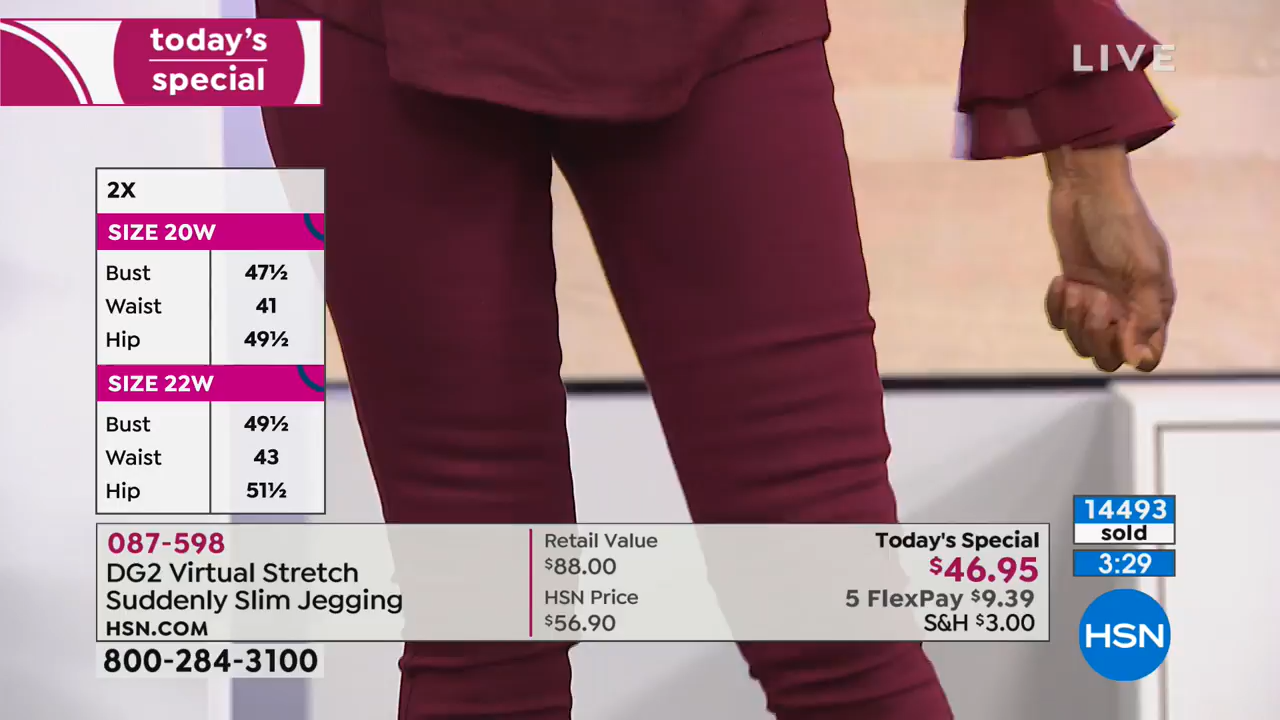 today's
special
LIVE
2X
SIZE 20W
Bust 47½
Waist 41
Hip 49½
SIZE 22W
Bust 49½
Waist 43
Hip 51½
087-598
DG2 Virtual Stretch
Suddenly Slim Jegging
HSN.COM
800-284-3100
Retail Value
$88.00
HSN Price
$56.90
Today's Special
$46.95
5 FlexPay $9.39
S&H $3.00
14493
sold
3:29
HSN